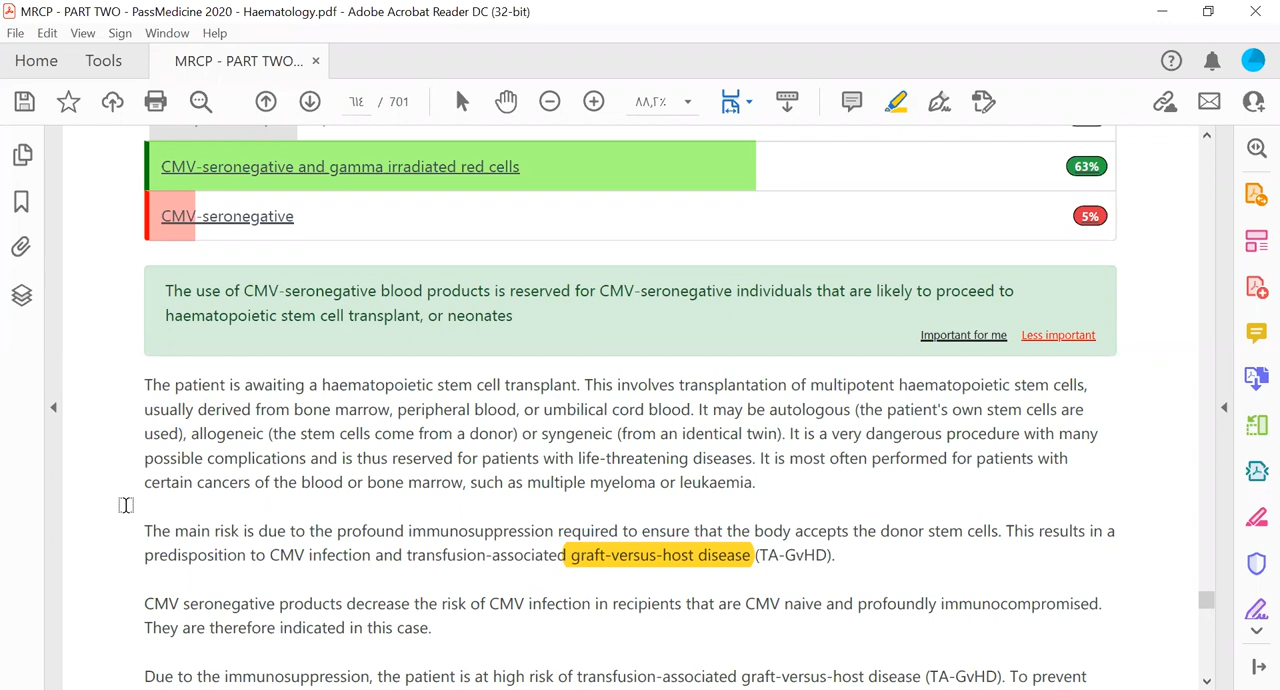 MRCP - PART TWO - PassMedicine 2020 - Haematology.pdf - Adobe Acrobat Reader DC (32-bit)
File Edit View Sign Window Help
Home Tools MRCP - PART TWO... ×
٦١٤ / 701 ٨٨٫٢٪
CMV-seronegative and gamma irradiated red cells 63%
CMV-seronegative 5%
The use of CMV-seronegative blood products is reserved for CMV-seronegative individuals that are likely to proceed to
haematopoietic stem cell transplant, or neonates
Important for me Less important
The patient is awaiting a haematopoietic stem cell transplant. This involves transplantation of multipotent haematopoietic stem cells,
usually derived from bone marrow, peripheral blood, or umbilical cord blood. It may be autologous (the patient's own stem cells are
used), allogeneic (the stem cells come from a donor) or syngeneic (from an identical twin). It is a very dangerous procedure with many
possible complications and is thus reserved for patients with life-threatening diseases. It is most often performed for patients with
certain cancers of the blood or bone marrow, such as multiple myeloma or leukaemia.
The main risk is due to the profound immunosuppression required to ensure that the body accepts the donor stem cells. This results in a
predisposition to CMV infection and transfusion-associated graft-versus-host disease (TA-GvHD).
CMV seronegative products decrease the risk of CMV infection in recipients that are CMV naive and profoundly immunocompromised.
They are therefore indicated in this case.
Due to the immunosuppression, the patient is at high risk of transfusion-associated graft-versus-host disease (TA-GvHD). To prevent